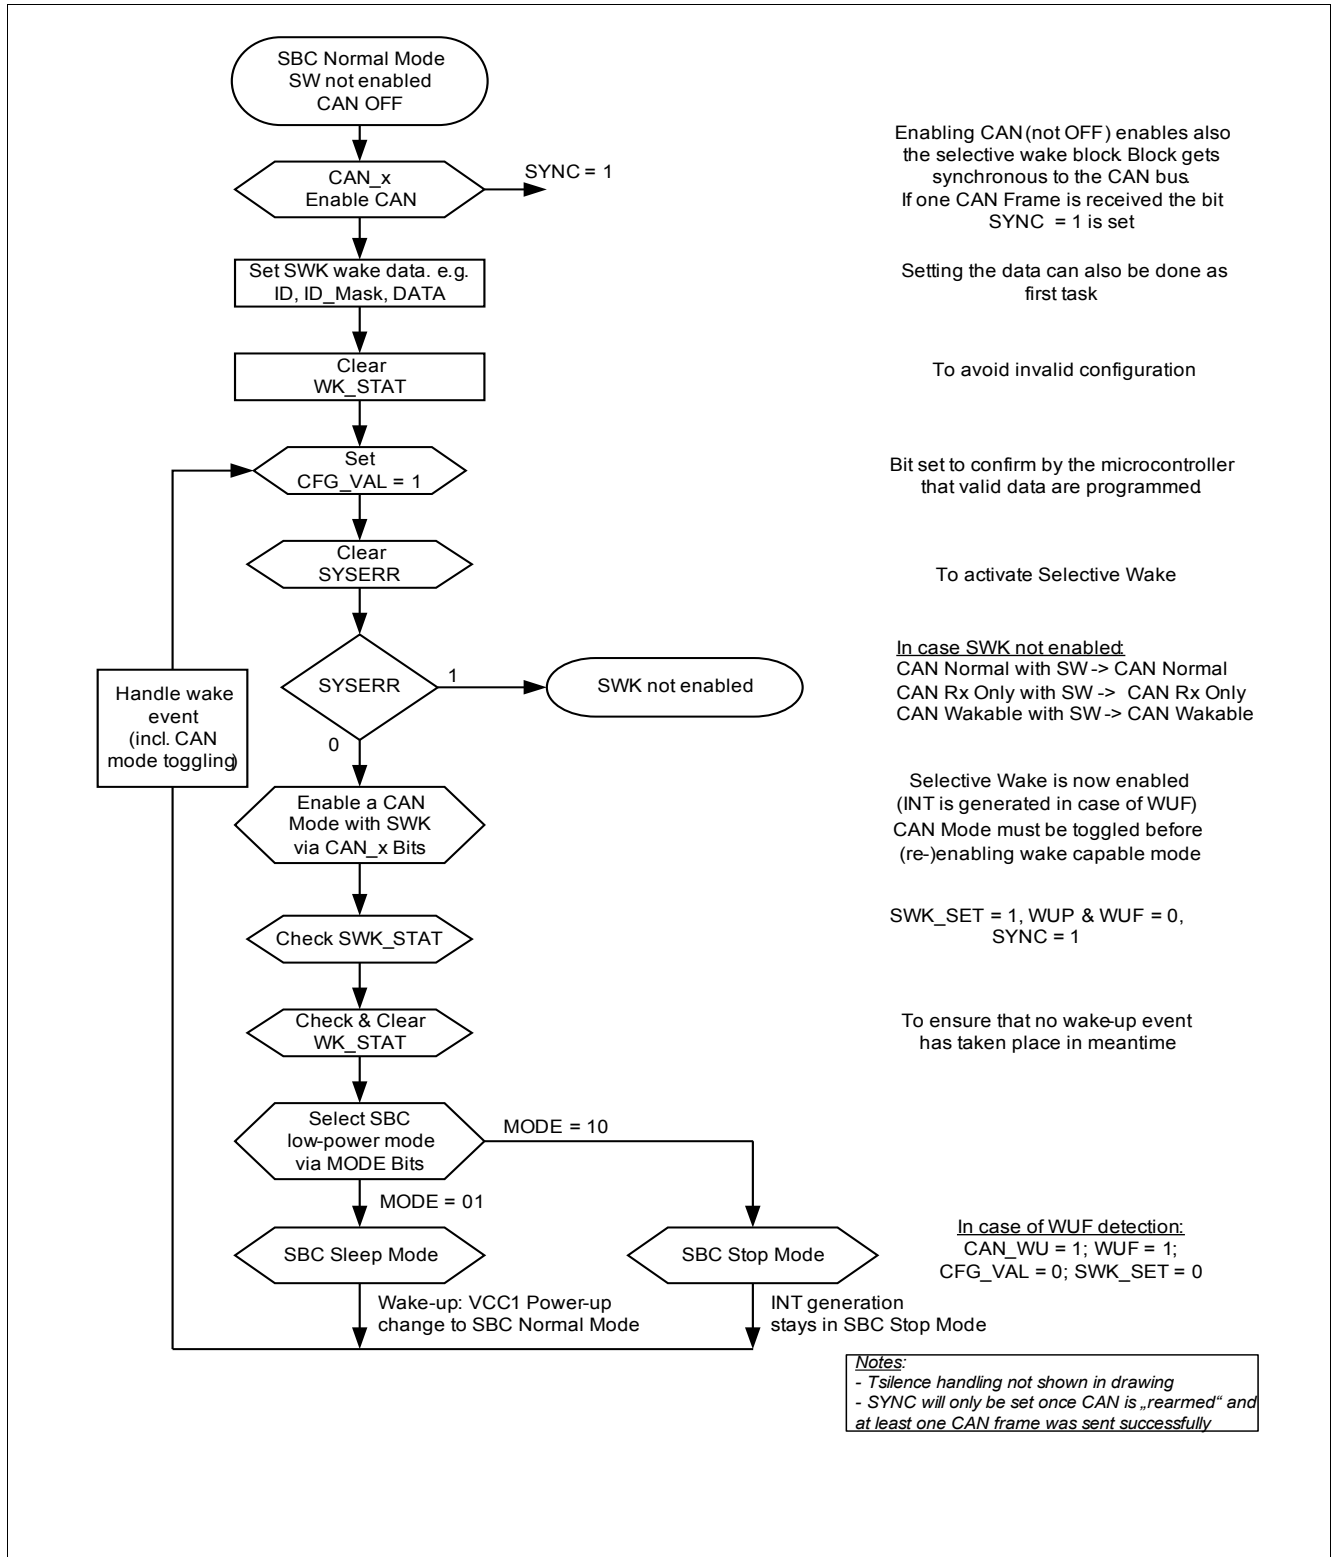 SBC Normal Mode
SW not enabled
CAN OFF
CAN_x
Enable CAN
SYNC = 1
Enabling CAN (not OFF) enables also
the selective wake block. Block gets
synchronous to the CAN bus.
If one CAN Frame is received the bit
SYNC = 1 is set
Set SWK wake data. e.g.
ID, ID_Mask, DATA
Setting the data can also be done as
first task
Clear
WK_STAT
To avoid invalid configuration
Set
CFG_VAL = 1
Bit set to confirm by the microcontroller
that valid data are programmed.
Clear
SYSERR
To activate Selective Wake
SYSERR
1
0
SWK not enabled
In case SWK not enabled:
CAN Normal with SW -> CAN Normal
CAN Rx Only with SW -> CAN Rx Only
CAN Wakable with SW -> CAN Wakable
Handle wake
event
(incl. CAN
mode toggling)
Enable a CAN
Mode with SWK
via CAN_x Bits
Selective Wake is now enabled
(INT is generated in case of WUF)
CAN Mode must be toggled before
(re-)enabling wake capable mode
Check SWK_STAT
SWK_SET = 1, WUP & WUF = 0,
SYNC = 1
Check & Clear
WK_STAT
To ensure that no wake-up event
has taken place in meantime
Select SBC
low-power mode
via MODE Bits
MODE = 10
MODE = 01
SBC Sleep Mode
SBC Stop Mode
In case of WUF detection:
CAN_WU = 1; WUF = 1;
CFG_VAL = 0; SWK_SET = 0
Wake-up: VCC1 Power-up
change to SBC Normal Mode
INT generation
stays in SBC Stop Mode
Notes:
- Tsilence handling not shown in drawing
- SYNC will only be set once CAN is „rearmed“ and
at least one CAN frame was sent successfully